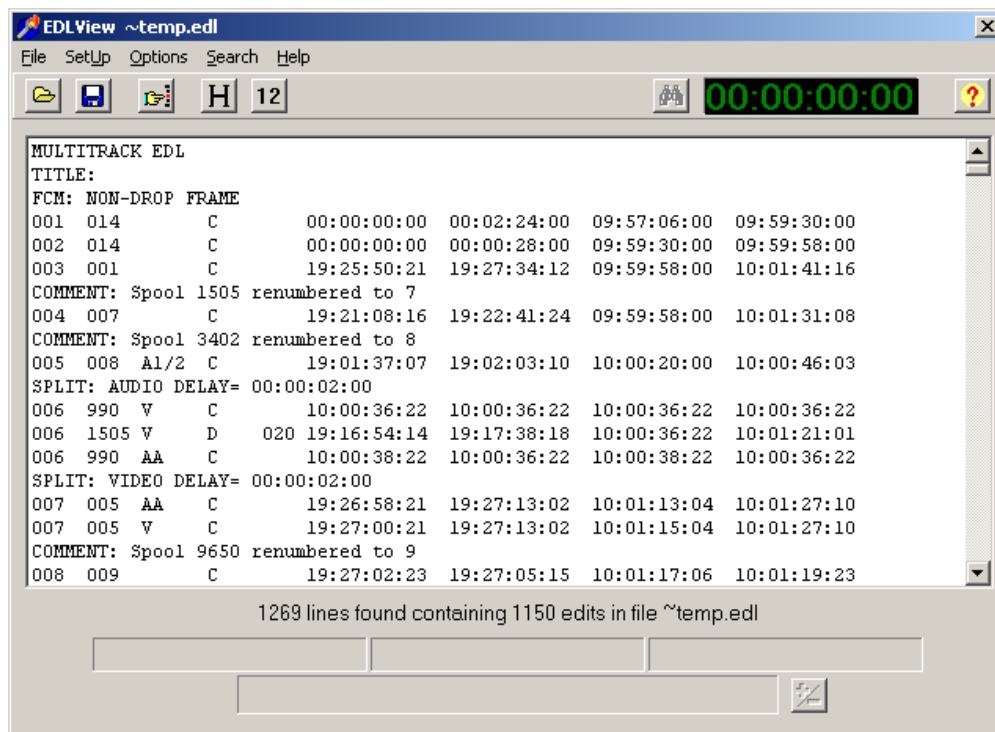 EDLView ~temp.edl
File SetUp Options Search Help
H 12 00:00:00:00 ?
MULTITRACK EDL
TITLE:
FCM: NON-DROP FRAME
001 014 C 00:00:00:00 00:02:24:00 09:57:06:00 09:59:30:00
002 014 C 00:00:00:00 00:00:28:00 09:59:30:00 09:59:58:00
003 001 C 19:25:50:21 19:27:34:12 09:59:58:00 10:01:41:16
COMMENT: Spool 1505 renumbered to 7
004 007 C 19:21:08:16 19:22:41:24 09:59:58:00 10:01:31:08
COMMENT: Spool 3402 renumbered to 8
005 008 A1/2 C 19:01:37:07 19:02:03:10 10:00:20:00 10:00:46:03
SPLIT: AUDIO DELAY= 00:00:02:00
006 990 V C 10:00:36:22 10:00:36:22 10:00:36:22 10:00:36:22
006 1505 V D 020 19:16:54:14 19:17:38:18 10:00:36:22 10:01:21:01
006 990 AA C 10:00:38:22 10:00:36:22 10:00:38:22 10:00:36:22
SPLIT: VIDEO DELAY= 00:00:02:00
007 005 AA C 19:26:58:21 19:27:13:02 10:01:13:04 10:01:27:10
007 005 V C 19:27:00:21 19:27:13:02 10:01:15:04 10:01:27:10
COMMENT: Spool 9650 renumbered to 9
008 009 C 19:27:02:23 19:27:05:15 10:01:17:06 10:01:19:23
1269 lines found containing 1150 edits in file ~temp.edl